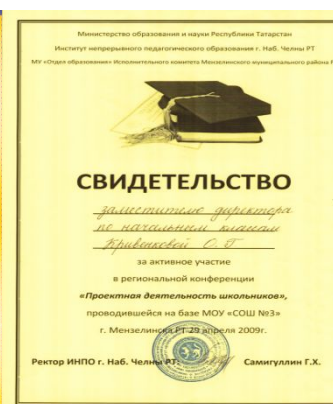 Министерство образования и науки Республики Татарстан
Институт непрерывного педагогического образования г. Наб. Челны РТ
МУ «Отдел образования» Исполнительного комитета Мензелинского муниципального района Р
СВИДЕТЕЛЬСТВО
заместителю директора
по начальным классам
Кривенковой О. П
за активное участие
в региональной конференции
«Проектная деятельность школьников»,
проводившейся на базе МОУ «СОШ №3»
г. Мензелинска РТ 29 апреля 2009г.
Ректор ИНПО г. Наб. Челны РТ: Самигуллин Г.Х.